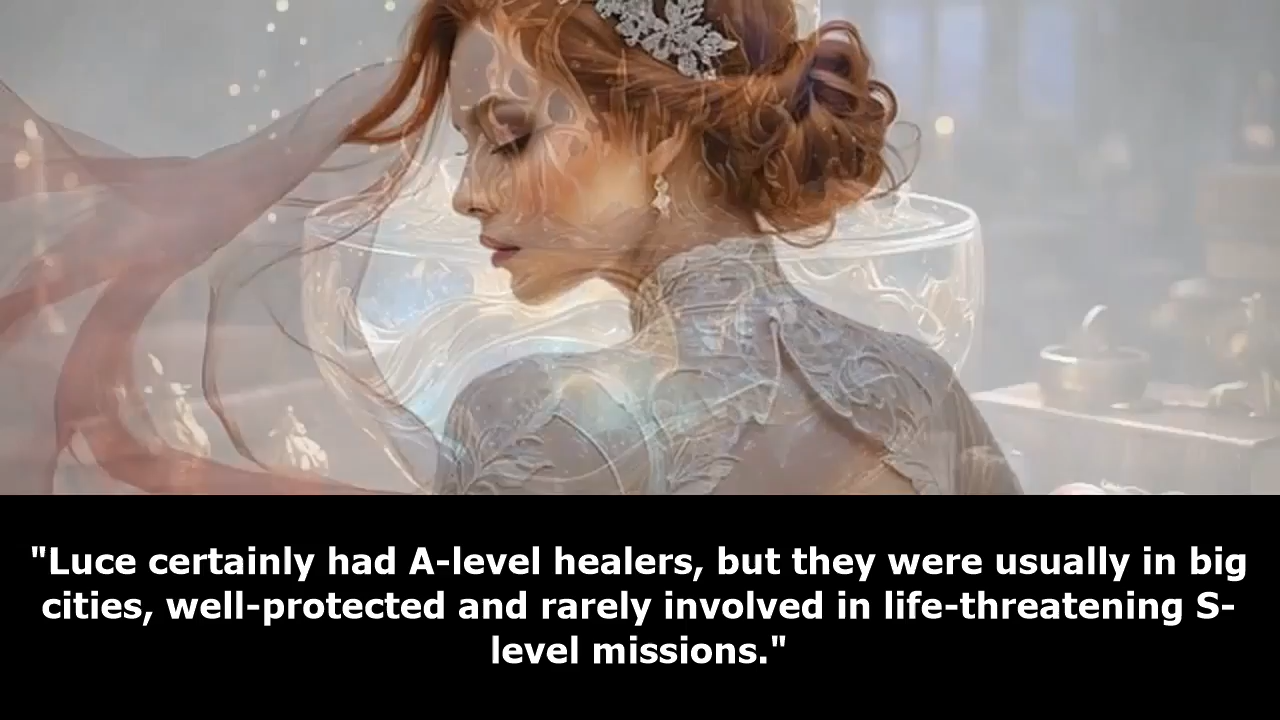 "Luce certainly had A-level healers, but they were usually in big
cities, well-protected and rarely involved in life-threatening S-
level missions."